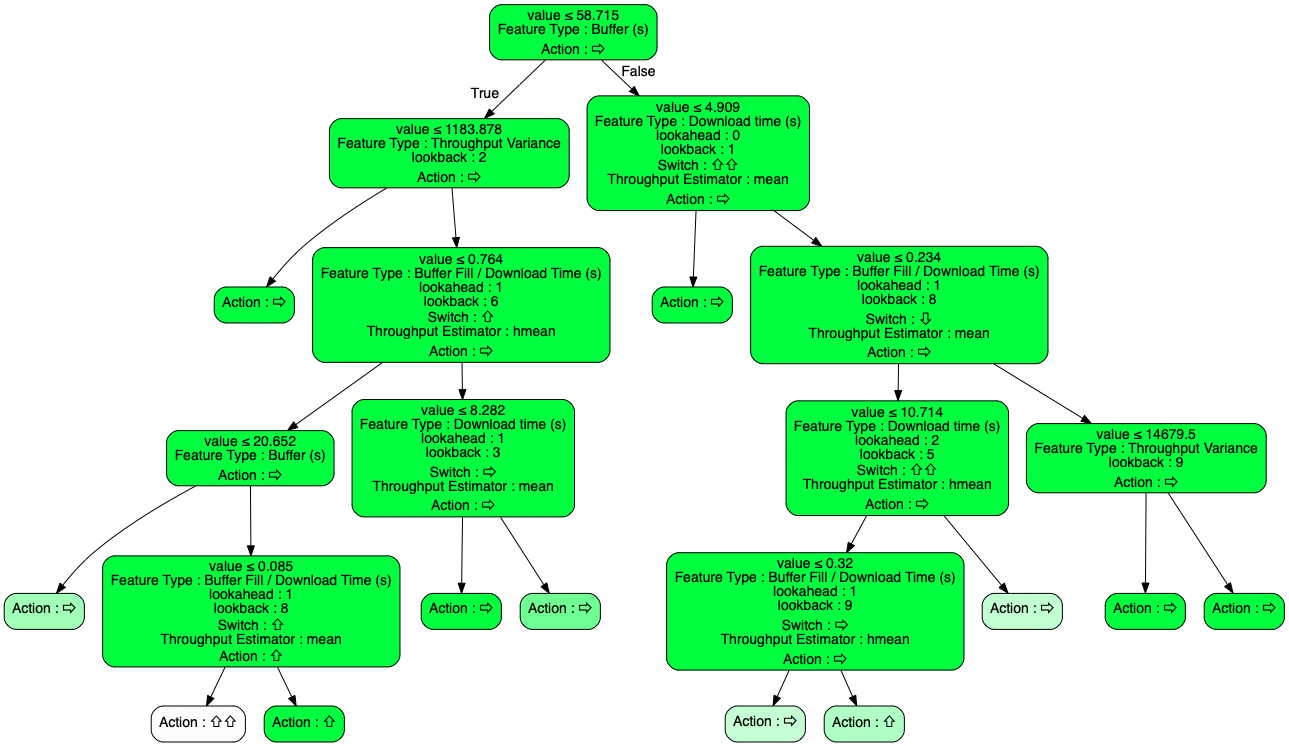 value ≤ 58.715
Feature Type : Buffer (s)
Action : ⇨
True
False
value ≤ 1183.878
Feature Type : Throughput Variance
lookback : 2
Action : ⇨
value ≤ 4.909
Feature Type : Download time (s)
lookahead : 0
lookback : 1
Switch : ⇧⇧
Throughput Estimator : mean
Action : ⇨
Action : ⇨
value ≤ 0.764
Feature Type : Buffer Fill / Download Time (s)
lookahead : 1
lookback : 6
Switch : ⇧
Throughput Estimator : hmean
Action : ⇨
Action : ⇨
value ≤ 0.234
Feature Type : Buffer Fill / Download Time (s)
lookahead : 1
lookback : 8
Switch : ⇩
Throughput Estimator : mean
Action : ⇨
value ≤ 20.652
Feature Type : Buffer (s)
Action : ⇨
value ≤ 8.282
Feature Type : Download time (s)
lookahead : 1
lookback : 3
Switch : ⇨
Throughput Estimator : mean
Action : ⇨
value ≤ 10.714
Feature Type : Download time (s)
lookahead : 2
lookback : 5
Switch : ⇧⇧
Throughput Estimator : hmean
Action : ⇨
value ≤ 14679.5
Feature Type : Throughput Variance
lookback : 9
Action : ⇨
Action : ⇨
value ≤ 0.085
Feature Type : Buffer Fill / Download Time (s)
lookahead : 1
lookback : 8
Switch : ⇧
Throughput Estimator : mean
Action : ⇧
Action : ⇨
Action : ⇨
value ≤ 0.32
Feature Type : Buffer Fill / Download Time (s)
lookahead : 1
lookback : 9
Switch : ⇨
Throughput Estimator : hmean
Action : ⇨
Action : ⇨
Action : ⇨
Action : ⇨
Action : ⇧⇧
Action : ⇧
Action : ⇨
Action : ⇧